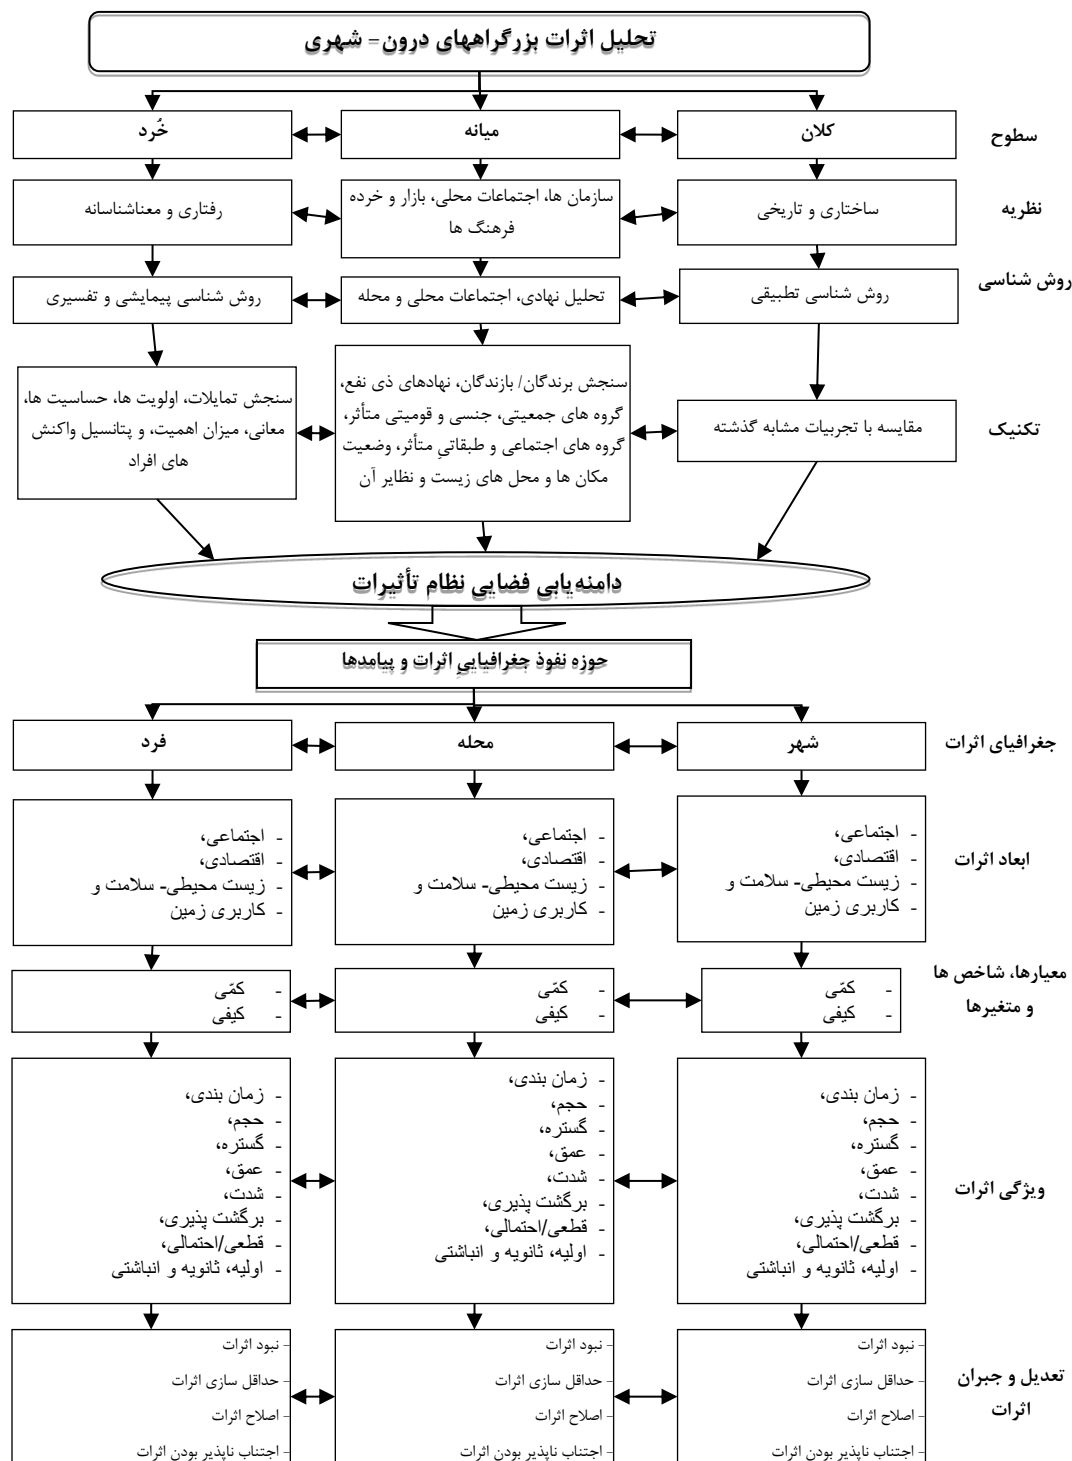 تحلیل اثرات بزرگراههای درون- شهری
سطوح
کلان
میانه
خُرد
نظریه
ساختاری و تاریخی
سازمان ها، اجتماعات محلی، بازار و خرده
فرهنگ ها
رفتاری و معناشناسانه
روش شناسی
روش شناسی تطبیقی
تحلیل نهادی، اجتماعات محلی و محله
روش شناسی پیمایشی و تفسیری
تکنیک
مقایسه با تجربیات مشابه گذشته
سنجش برندگان/ بازندگان، نهادهای ذی نفع،
گروه های جمعیتی، جنسی و قومیتی متأثر،
گروه های اجتماعی و طبقاتیِ متأثر، وضعیت
مکان ها و محل های زیست و نظایر آن
سنجش تمایلات، اولویت ها، حساسیت ها،
معانی، میزان اهمیت، و پتانسیل واکنش
های افراد
دامنه یابی فضایی نظام تأثیرات
حوزه نفوذ جغرافیاییِ اثرات و پیامدها
جغرافیای اثرات
شهر
محله
فرد
ابعاد اثرات
- اجتماعی،
- اقتصادی،
- زیست محیطی- سلامت و
- کاربری زمین
- اجتماعی،
- اقتصادی،
- زیست محیطی- سلامت و
- کاربری زمین
- اجتماعی،
- اقتصادی،
- زیست محیطی- سلامت و
- کاربری زمین
معیارها، شاخص ها
و متغیرها
- کمّی
- کیفی
- کمّی
- کیفی
- کمّی
- کیفی
ویژگی اثرات
- زمان بندی،
- حجم،
- گستره،
- عمق،
- شدت،
- برگشت پذیری،
- قطعی/احتمالی،
- اولیه، ثانویه و انباشتی
- زمان بندی،
- حجم،
- گستره،
- عمق،
- شدت،
- برگشت پذیری،
- قطعی/احتمالی،
- اولیه، ثانویه و انباشتی
- زمان بندی،
- حجم،
- گستره،
- عمق،
- شدت،
- برگشت پذیری،
- قطعی/احتمالی،
- اولیه، ثانویه و انباشتی
تعدیل و جبران
اثرات
- نبود اثرات
- حداقل سازی اثرات
- اصلاح اثرات
- اجتناب ناپذیر بودن اثرات
- نبود اثرات
- حداقل سازی اثرات
- اصلاح اثرات
- اجتناب ناپذیر بودن اثرات
- نبود اثرات
- حداقل سازی اثرات
- اصلاح اثرات
- اجتناب ناپذیر بودن اثرات